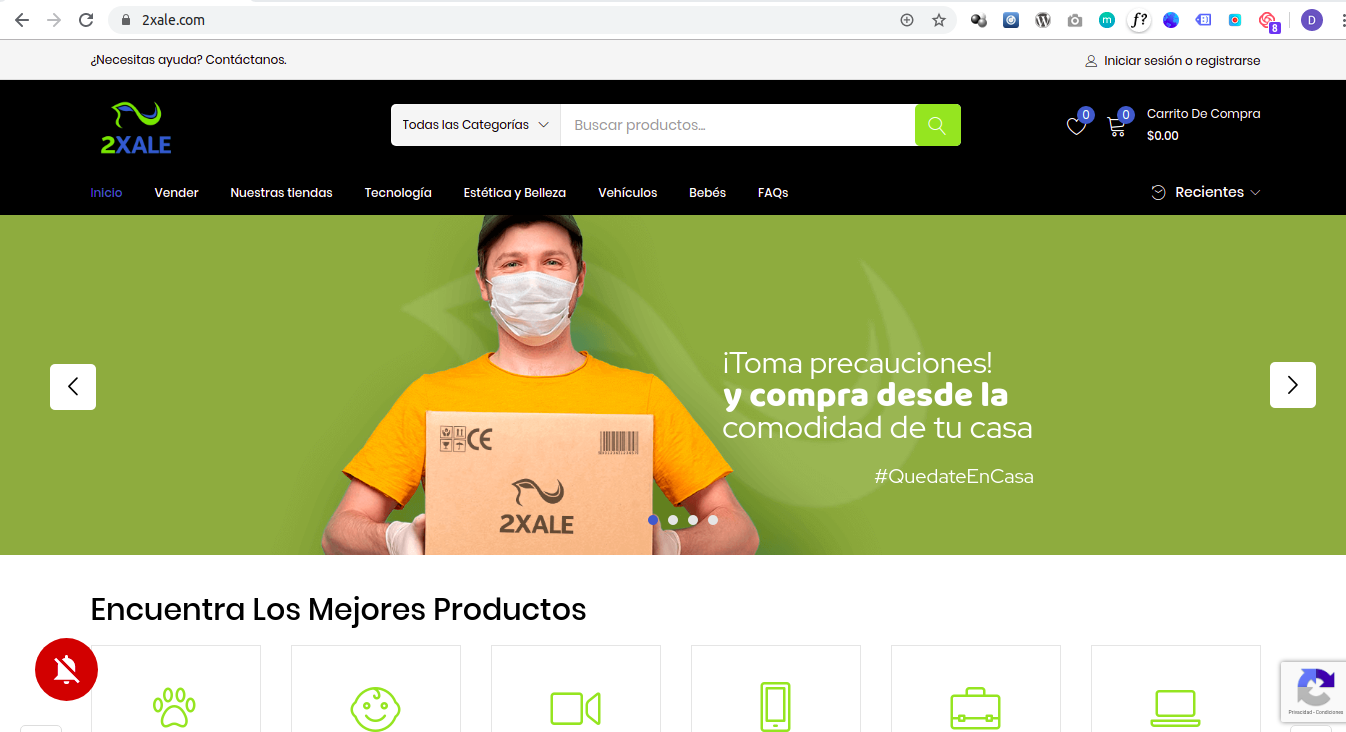 2xale.com
8
D
¿Necesitas ayuda? Contáctanos.
Iniciar sesión o registrarse
2XALE
Todas las Categorías
Buscar productos...
0
0
Carrito De Compra
$0.00
Inicio
Vender
Nuestras tiendas
Tecnología
Estética y Belleza
Vehículos
Bebés
FAQs
Recientes
¡Toma precauciones!
y compra desde la
comodidad de tu casa
#QuedateEnCasa
CE
2XALE
Encuentra Los Mejores Productos
Privacidad - Condiciones